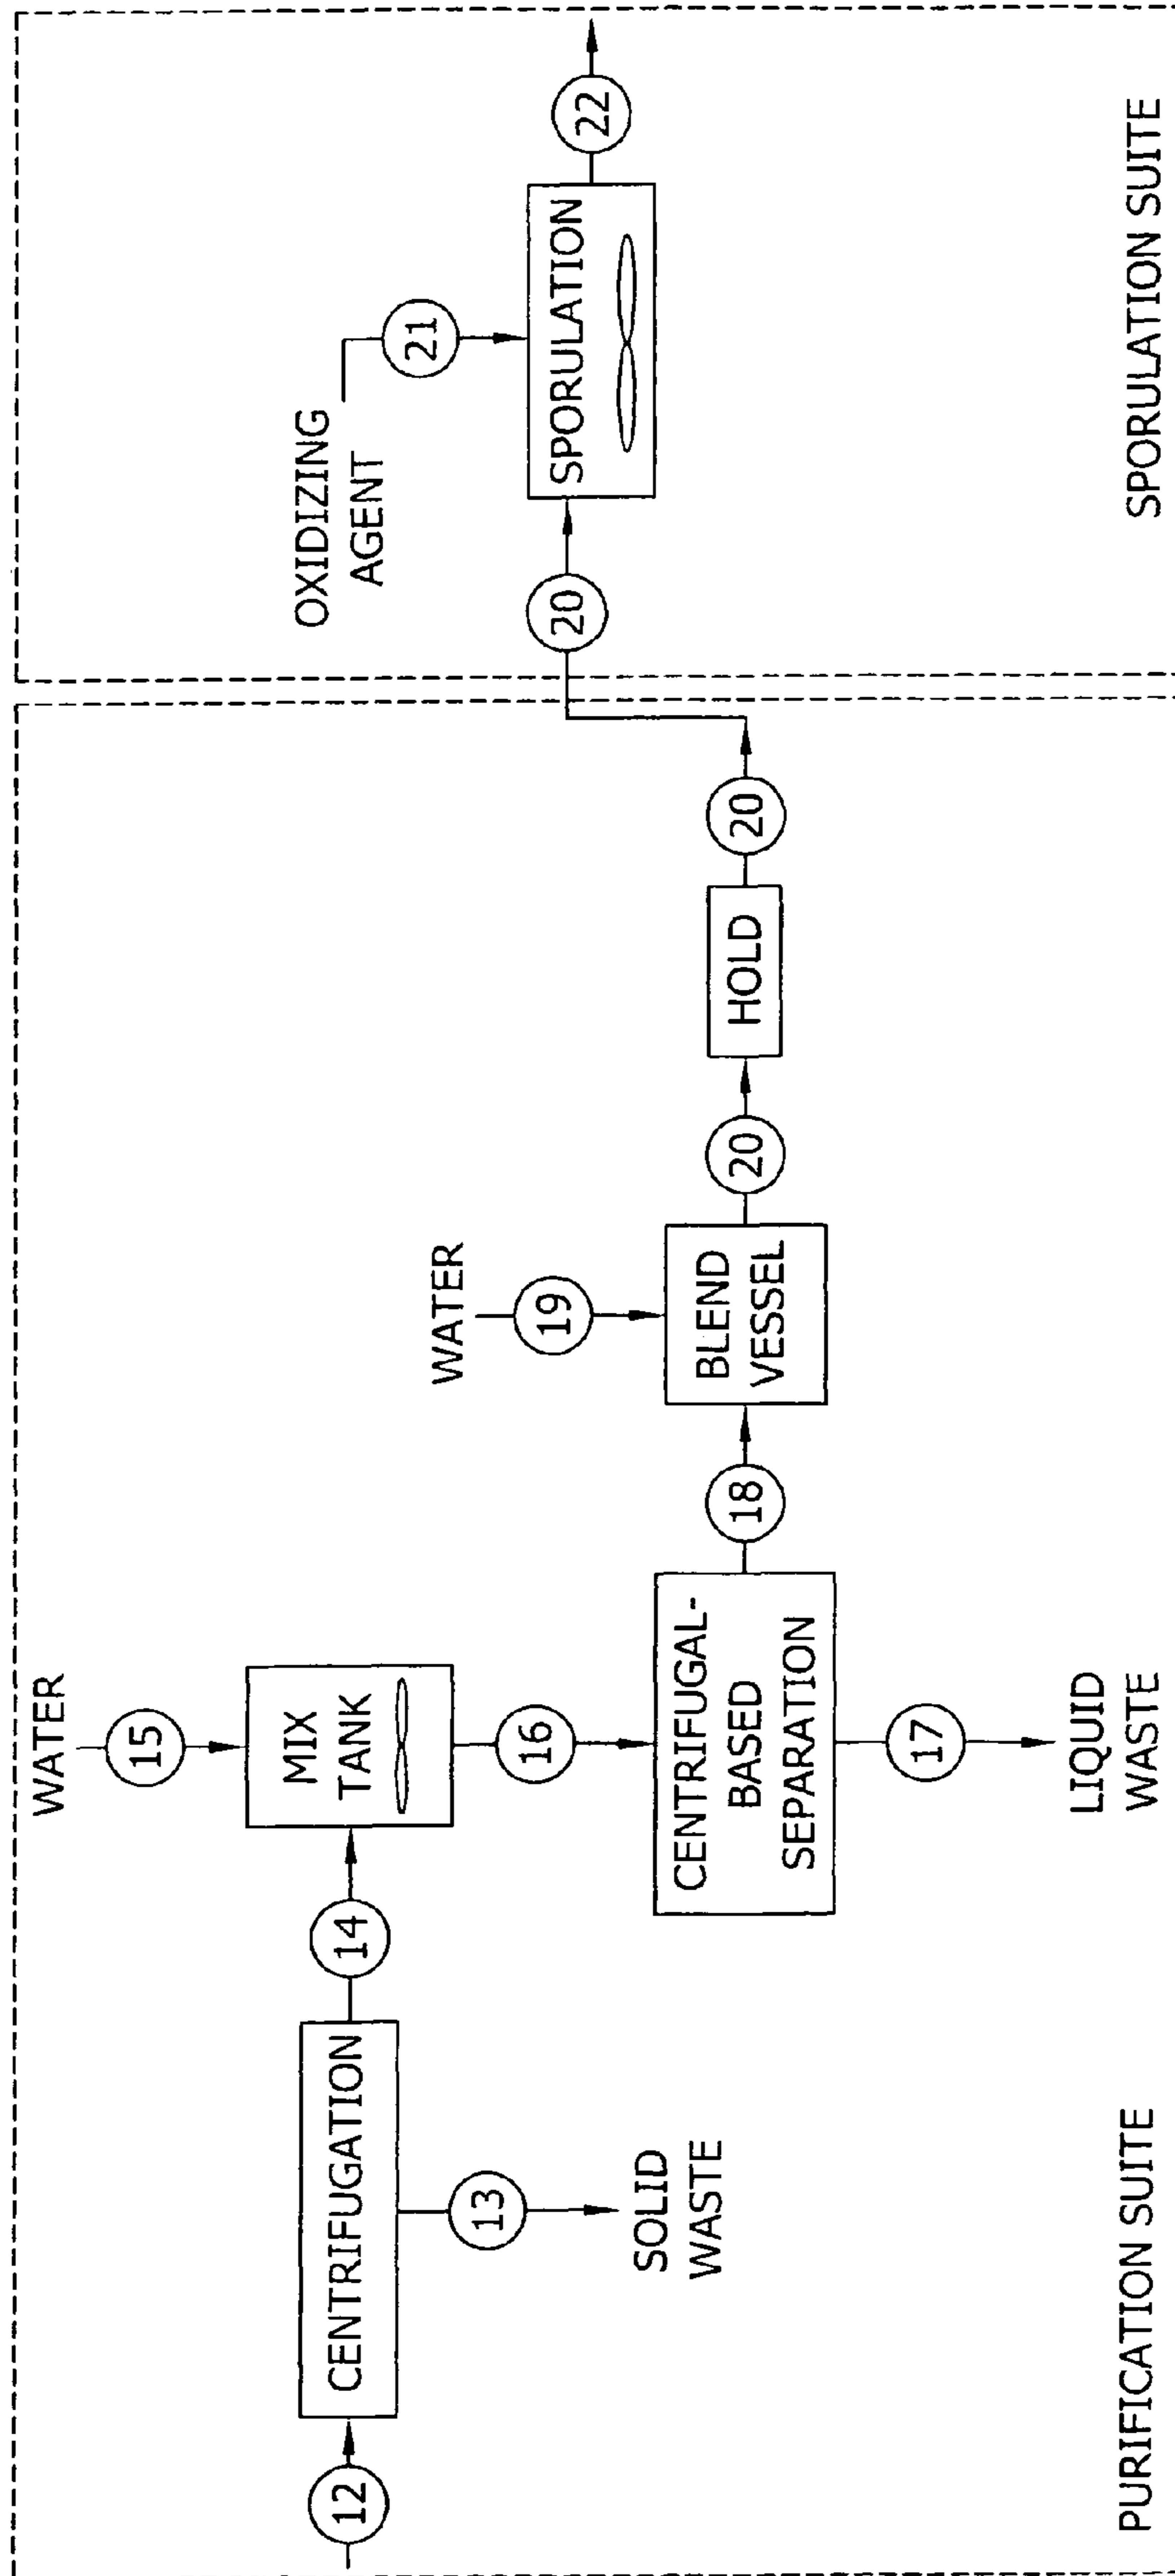 12
CENTRIFUGATION
13
SOLID
WASTE
14
WATER
15
MIX
TANK
16
CENTRIFUGAL-
BASED
SEPARATION
17
LIQUID
WASTE
18
WATER
19
BLEND
VESSEL
20
HOLD
20
PURIFICATION SUITE
20
OXIDIZING
AGENT
21
SPORULATION
22
SPORULATION SUITE